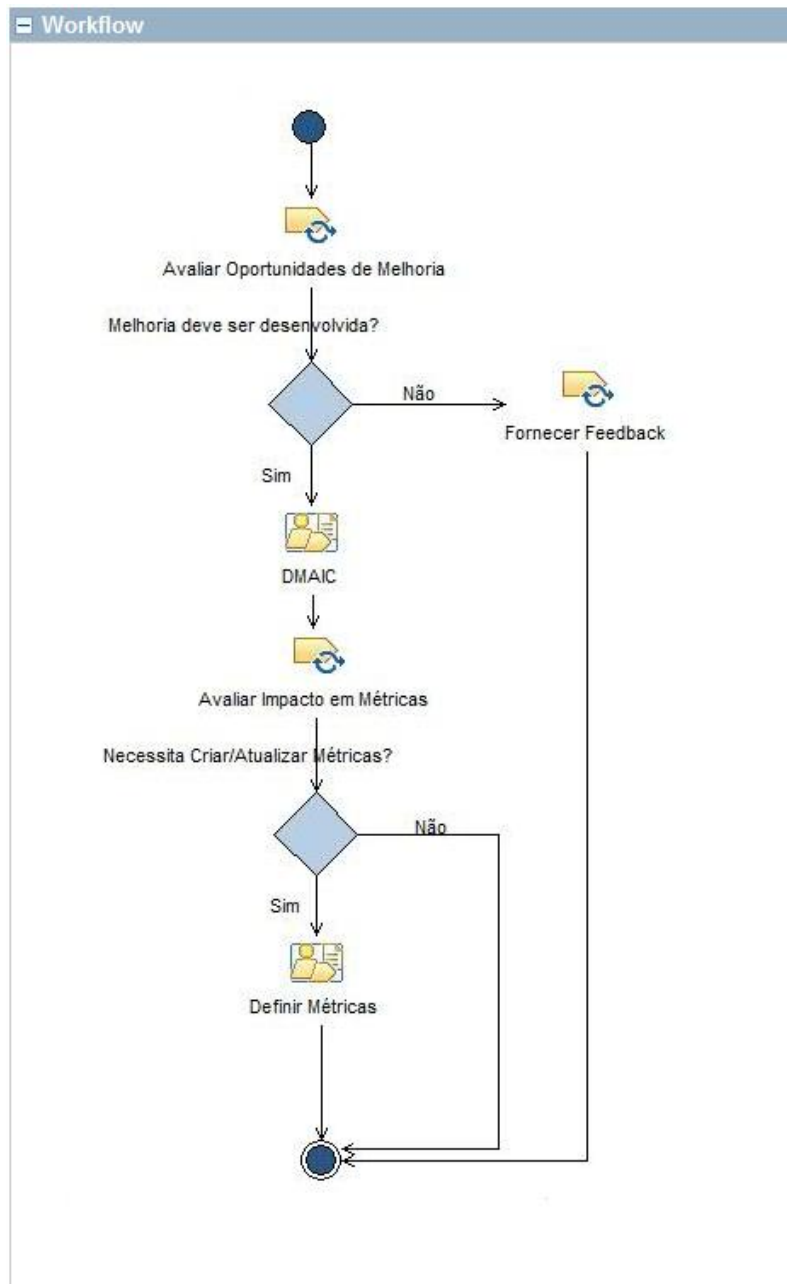 Workflow
Avaliar Oportunidades de Melhoria
Melhoria deve ser desenvolvida?
Não
Fornecer Feedback
Sim
DMAIC
Avaliar Impacto em Métricas
Necessita Criar/Atualizar Métricas?
Não
Sim
Definir Métricas